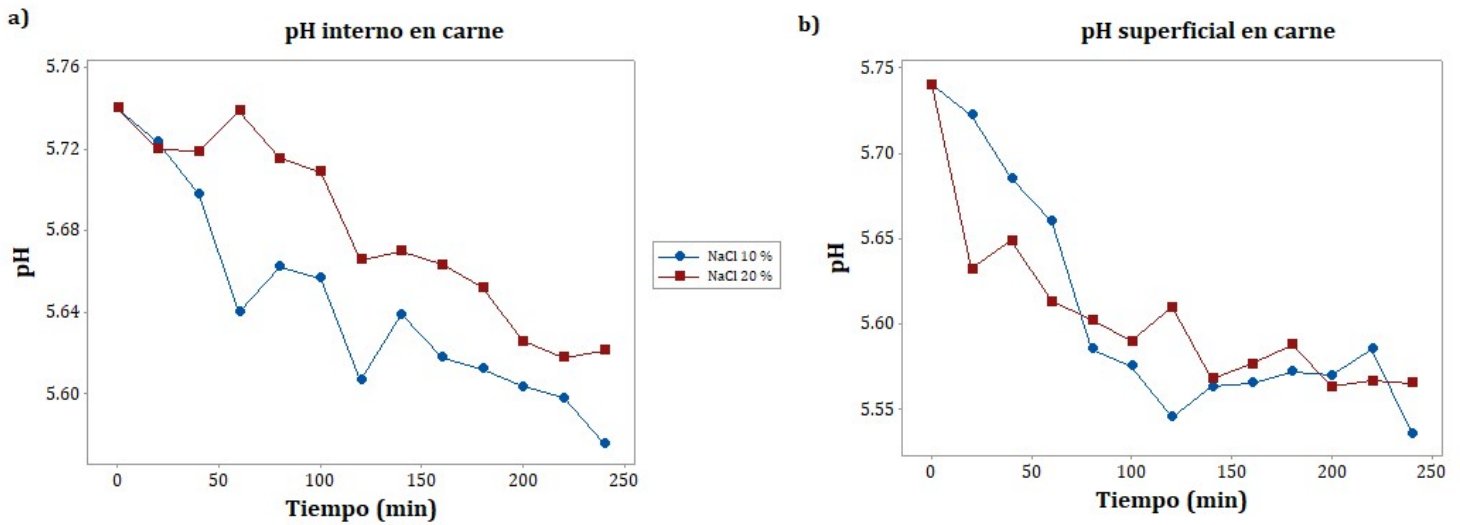 a)
pH interno en carne
5.76
5.72
5.68
5.64
5.60
pH
0
50
100
150
200
250
Tiempo (min)
NaCl 10 %
NaCl 20 %
b)
pH superficial en carne
5.75
5.70
5.65
5.60
5.55
pH
0
50
100
150
200
250
Tiempo (min)